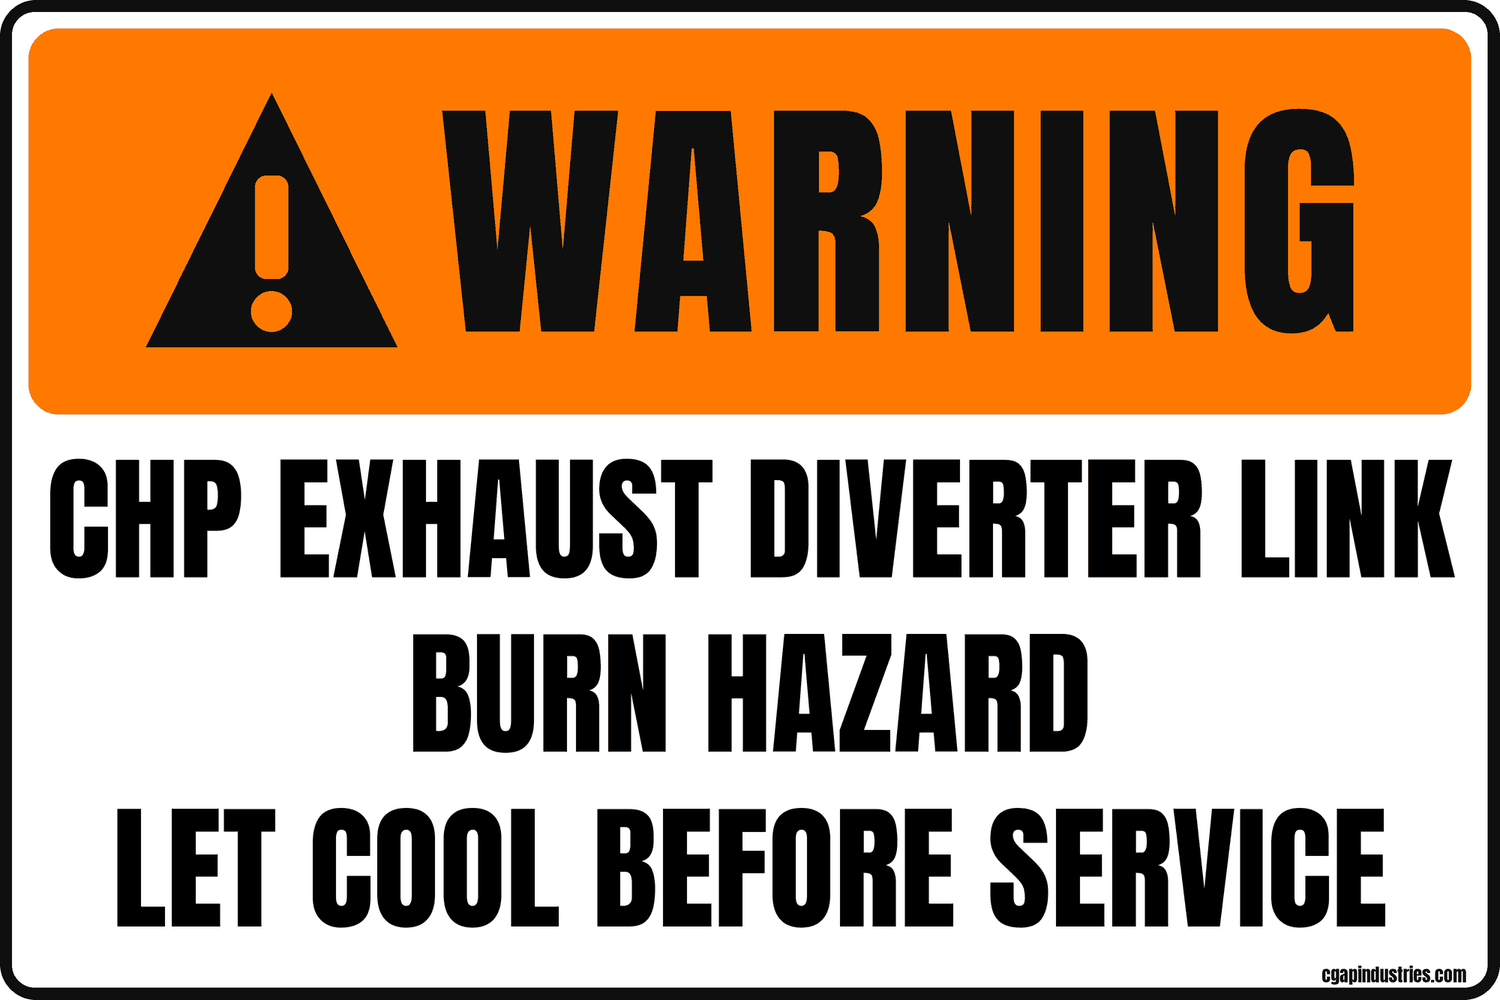 WARNING
CHP EXHAUST DIVERTER LINK
BURN HAZARD
LET COOL BEFORE SERVICE
cgapindustries.com